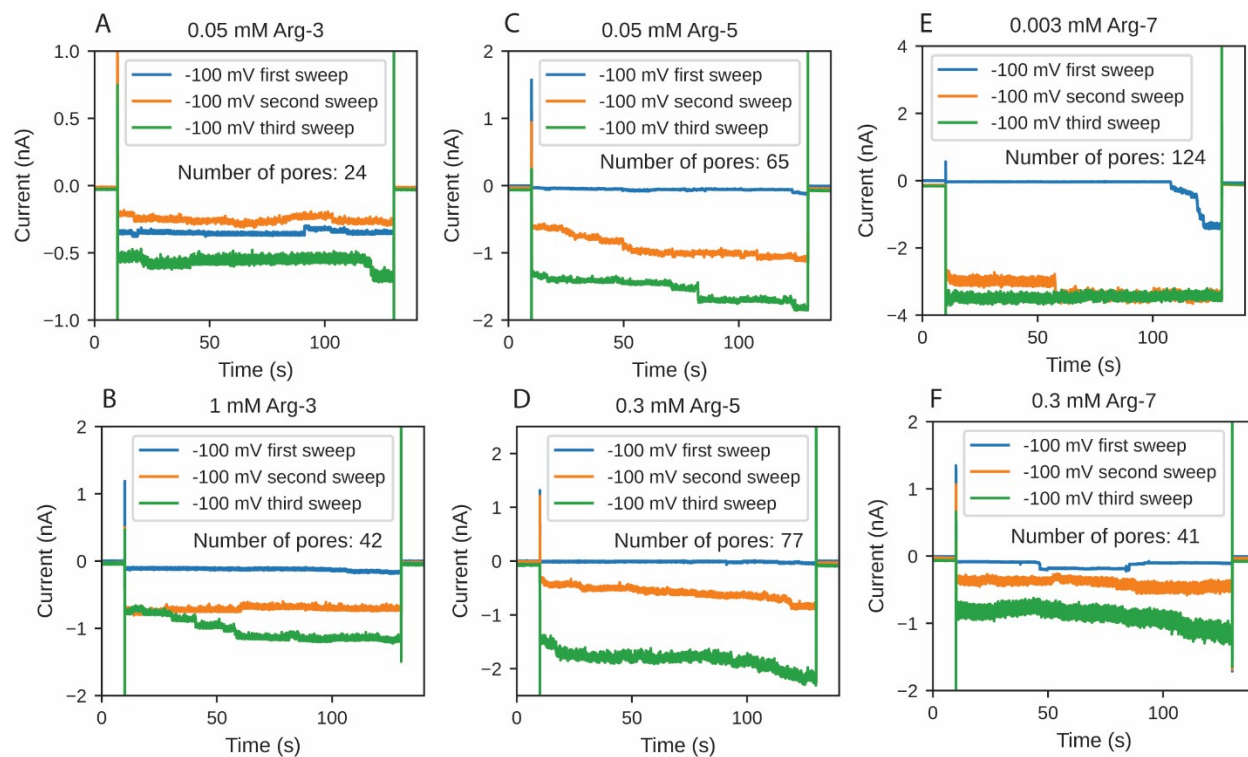 A
0.05 mM Arg-3
1.0
0.5
0.0
−0.5
−1.0
Current (nA)
-100 mV first sweep
-100 mV second sweep
-100 mV third sweep
Number of pores: 24
0 50 100
Time (s)
C
0.05 mM Arg-5
2
1
0
−1
−2
Current (nA)
-100 mV first sweep
-100 mV second sweep
-100 mV third sweep
Number of pores: 65
0 50 100
Time (s)
E
0.003 mM Arg-7
4
2
0
−2
−4
Current (nA)
-100 mV first sweep
-100 mV second sweep
-100 mV third sweep
Number of pores: 124
0 50 100
Time (s)
B
1 mM Arg-3
2
1
0
−1
−2
Current (nA)
-100 mV first sweep
-100 mV second sweep
-100 mV third sweep
Number of pores: 42
0 50 100
Time (s)
D
0.3 mM Arg-5
2
1
0
−1
−2
Current (nA)
-100 mV first sweep
-100 mV second sweep
-100 mV third sweep
Number of pores: 77
0 50 100
Time (s)
F
0.3 mM Arg-7
2
1
0
−1
−2
Current (nA)
-100 mV first sweep
-100 mV second sweep
-100 mV third sweep
Number of pores: 41
0 50 100
Time (s)